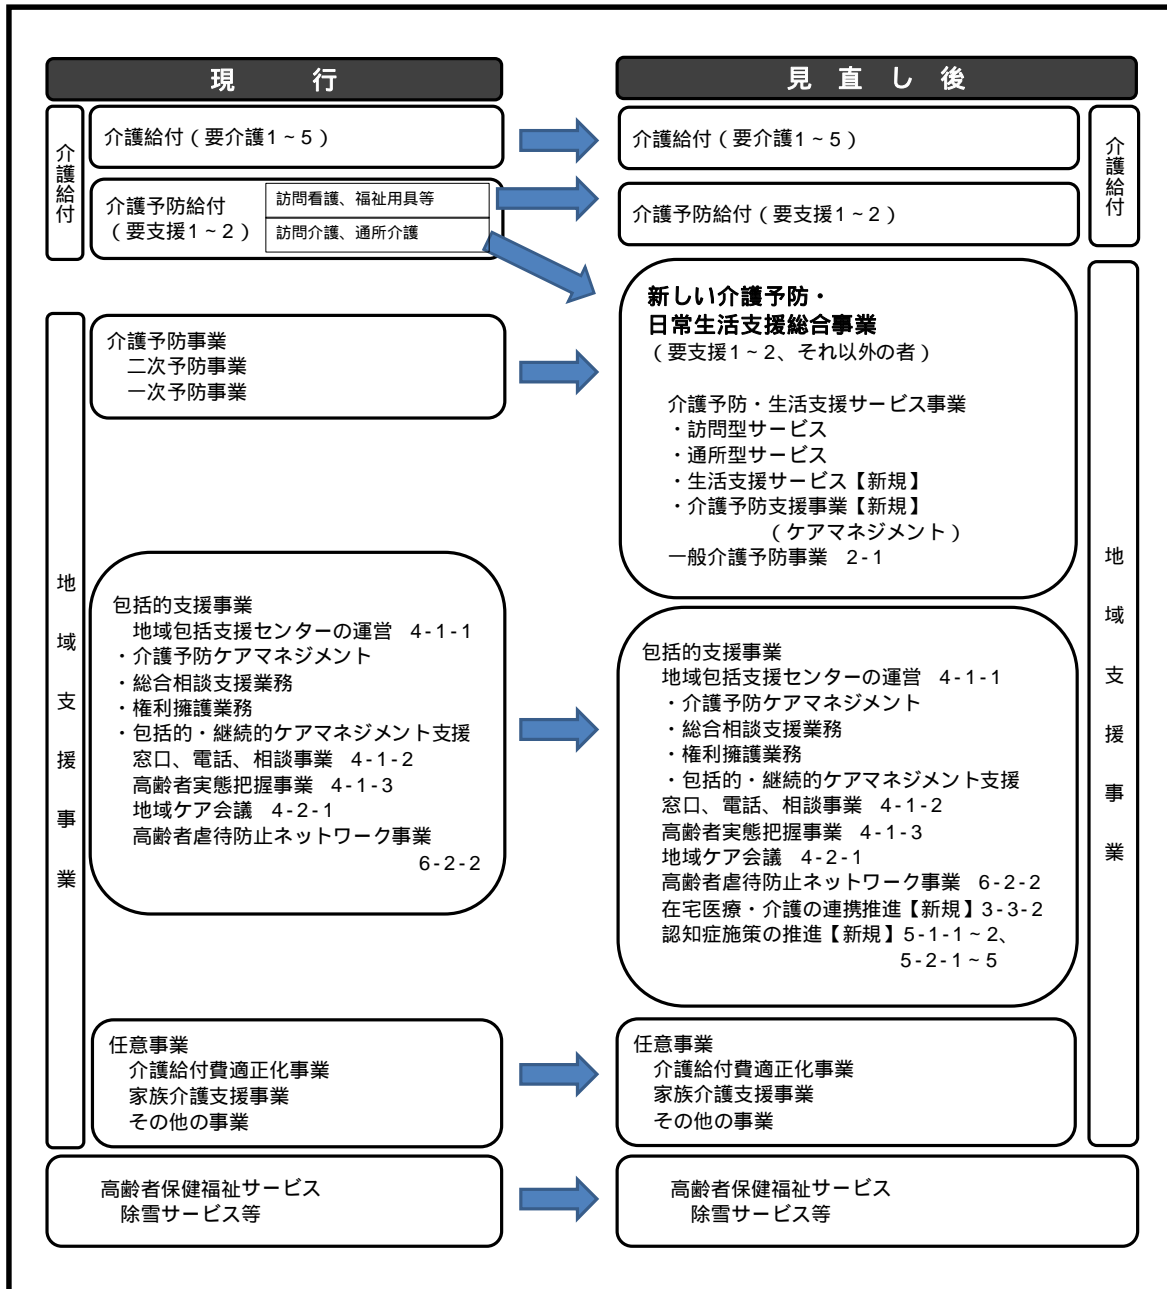 現　　行
介護給付
介護給付（要介護1～5）
介護予防給付
（要支援1～2）
訪問看護、福祉用具等
訪問介護、通所介護
地域支援事業
介護予防事業
二次予防事業
一次予防事業
包括的支援事業
地域包括支援センターの運営　4-1-1
・介護予防ケアマネジメント
・総合相談支援業務
・権利擁護業務
・包括的・継続的ケアマネジメント支援
窓口、電話、相談事業　4-1-2
高齢者実態把握事業　4-1-3
地域ケア会議　4-2-1
高齢者虐待防止ネットワーク事業
6-2-2
任意事業
介護給付費適正化事業
家族介護支援事業
その他の事業
高齢者保健福祉サービス
除雪サービス等
見　直　し　後
介護給付（要介護1～5）
介護予防給付（要支援1～2）
介護給付
新しい介護予防・
日常生活支援総合事業
（要支援1～2、それ以外の者）
介護予防・生活支援サービス事業
・訪問型サービス
・通所型サービス
・生活支援サービス【新規】
・介護予防支援事業【新規】
（ケアマネジメント）
一般介護予防事業　2-1
包括的支援事業
地域包括支援センターの運営　4-1-1
・介護予防ケアマネジメント
・総合相談支援業務
・権利擁護業務
・包括的・継続的ケアマネジメント支援
窓口、電話、相談事業　4-1-2
高齢者実態把握事業　4-1-3
地域ケア会議　4-2-1
高齢者虐待防止ネットワーク事業　6-2-2
在宅医療・介護の連携推進【新規】3-3-2
認知症施策の推進【新規】5-1-1～2、
5-2-1～5
任意事業
介護給付費適正化事業
家族介護支援事業
その他の事業
地域支援事業
高齢者保健福祉サービス
除雪サービス等